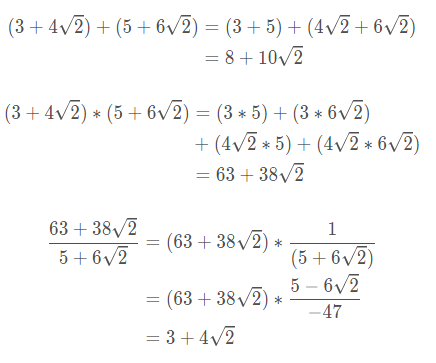 (3 + 4√2) + (5 + 6√2) = (3 + 5) + (4√2 + 6√2)
= 8 + 10√2
(3 + 4√2) ∗ (5 + 6√2) = (3 ∗ 5) + (3 ∗ 6√2)
+ (4√2 ∗ 5) + (4√2 ∗ 6√2)
= 63 + 38√2
(63 + 38√2)/(5 + 6√2) = (63 + 38√2) ∗ 1/(5 + 6√2)
= (63 + 38√2) ∗ (5 − 6√2)/−47
= 3 + 4√2